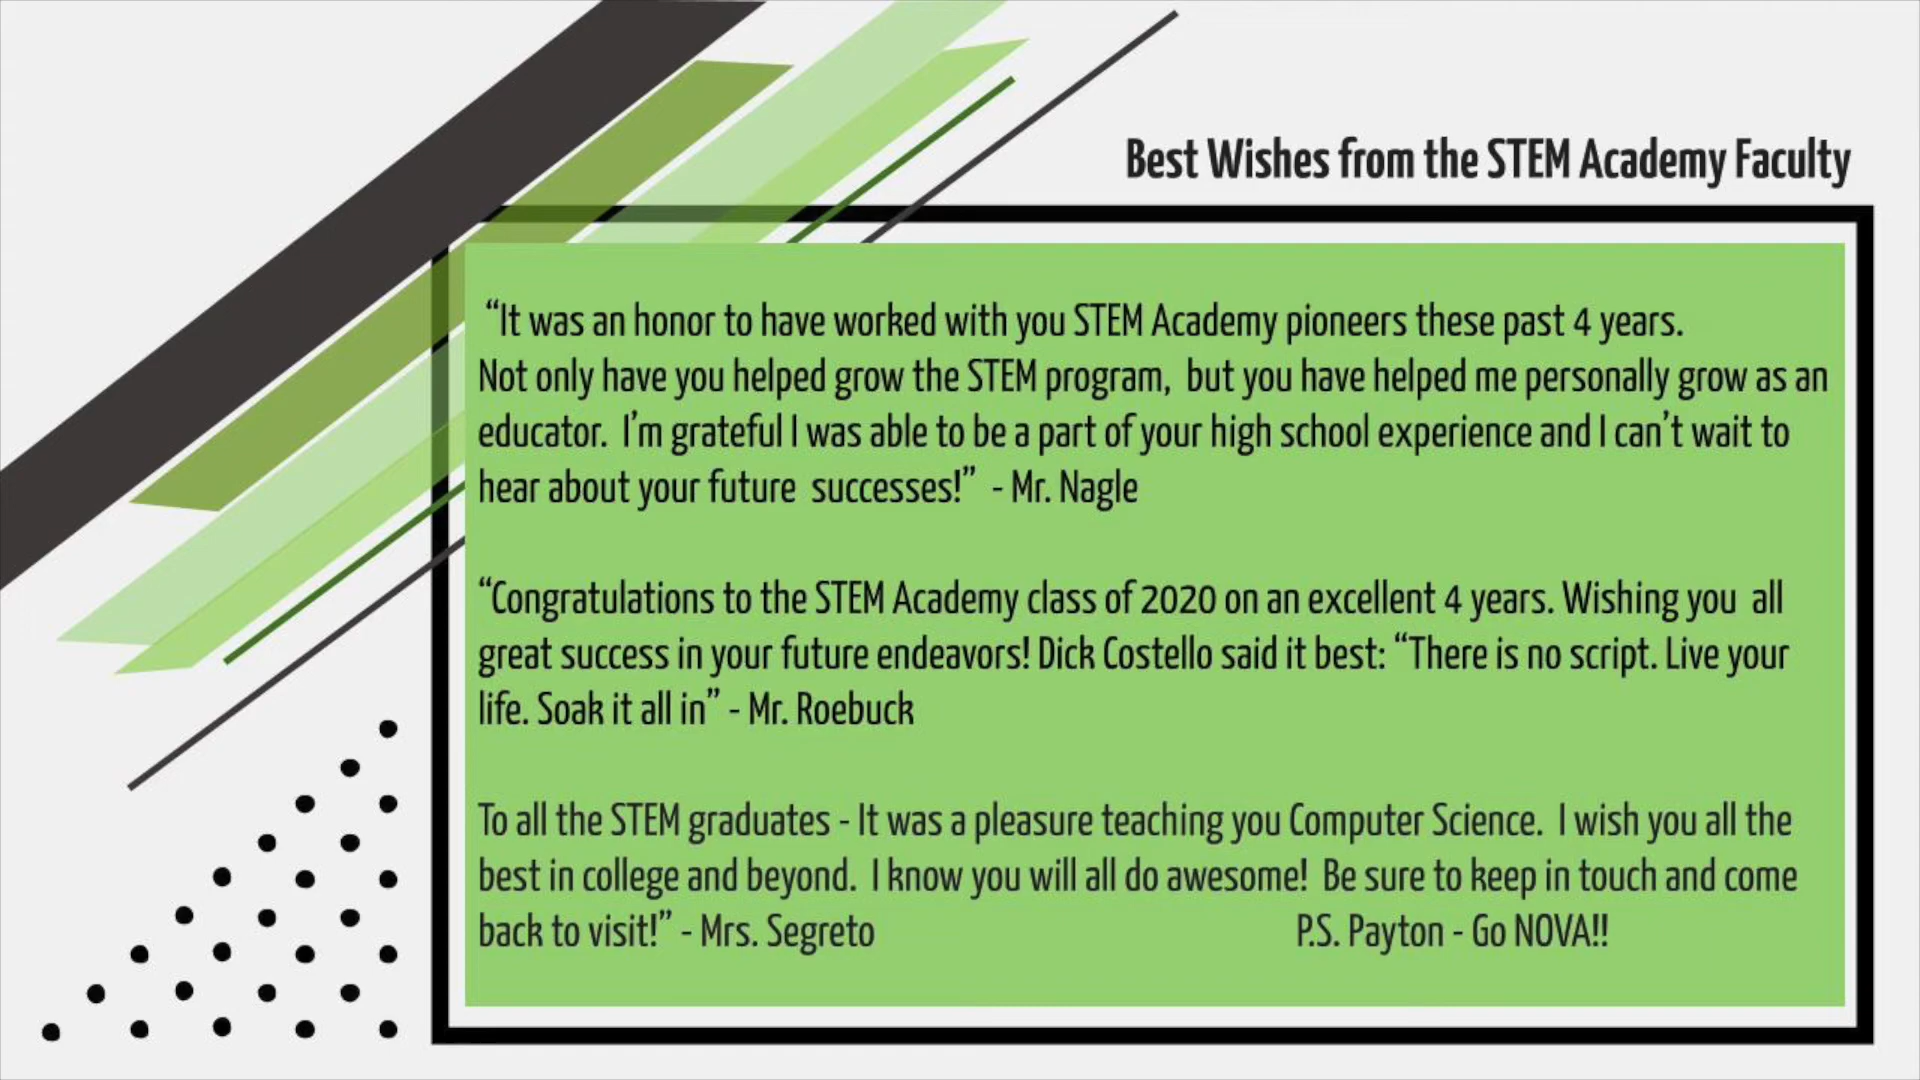 Best Wishes from the STEM Academy Faculty
“It was an honor to have worked with you STEM Academy pioneers these past 4 years.
Not only have you helped grow the STEM program, but you have helped me personally grow as an
educator. I’m grateful I was able to be a part of your high school experience and I can’t wait to
hear about your future successes!” - Mr. Nagle
“Congratulations to the STEM Academy class of 2020 on an excellent 4 years. Wishing you all
great success in your future endeavors! Dick Costello said it best: “There is no script. Live your
life. Soak it all in” - Mr. Roebuck
To all the STEM graduates - It was a pleasure teaching you Computer Science. I wish you all the
best in college and beyond. I know you will all do awesome! Be sure to keep in touch and come
back to visit!” - Mrs. Segreto P.S. Payton - Go NOVA!!